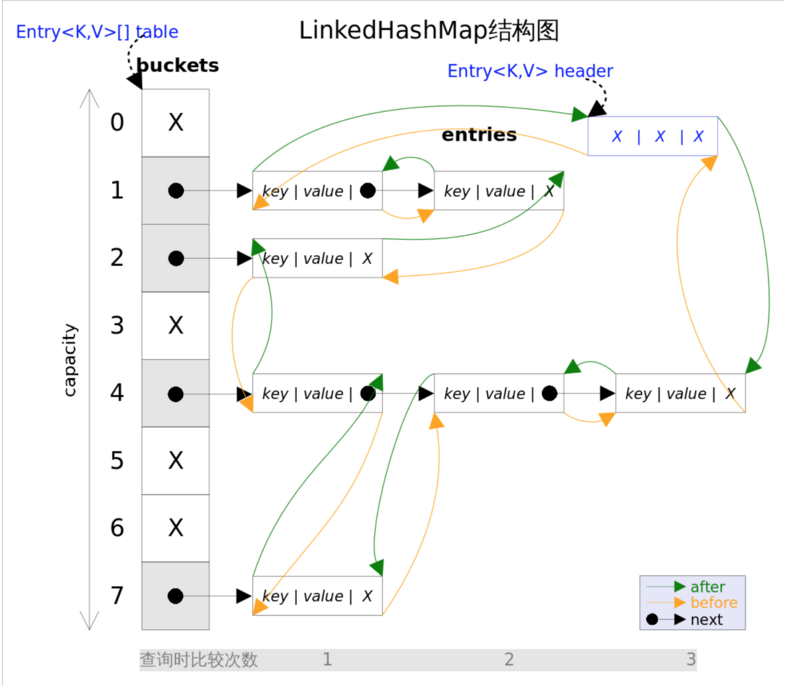 LinkedHashMap结构图
Entry<K,V>[] table
buckets
Entry<K,V> header
entries
0 X
X | X | X
1 key | value | key | value | X
2 key | value | X
3 X
capacity
4 key | value | key | value | key | value | X
5 X
6 X
7 key | value | X
after
before
next
查询时比较次数 1 2 3